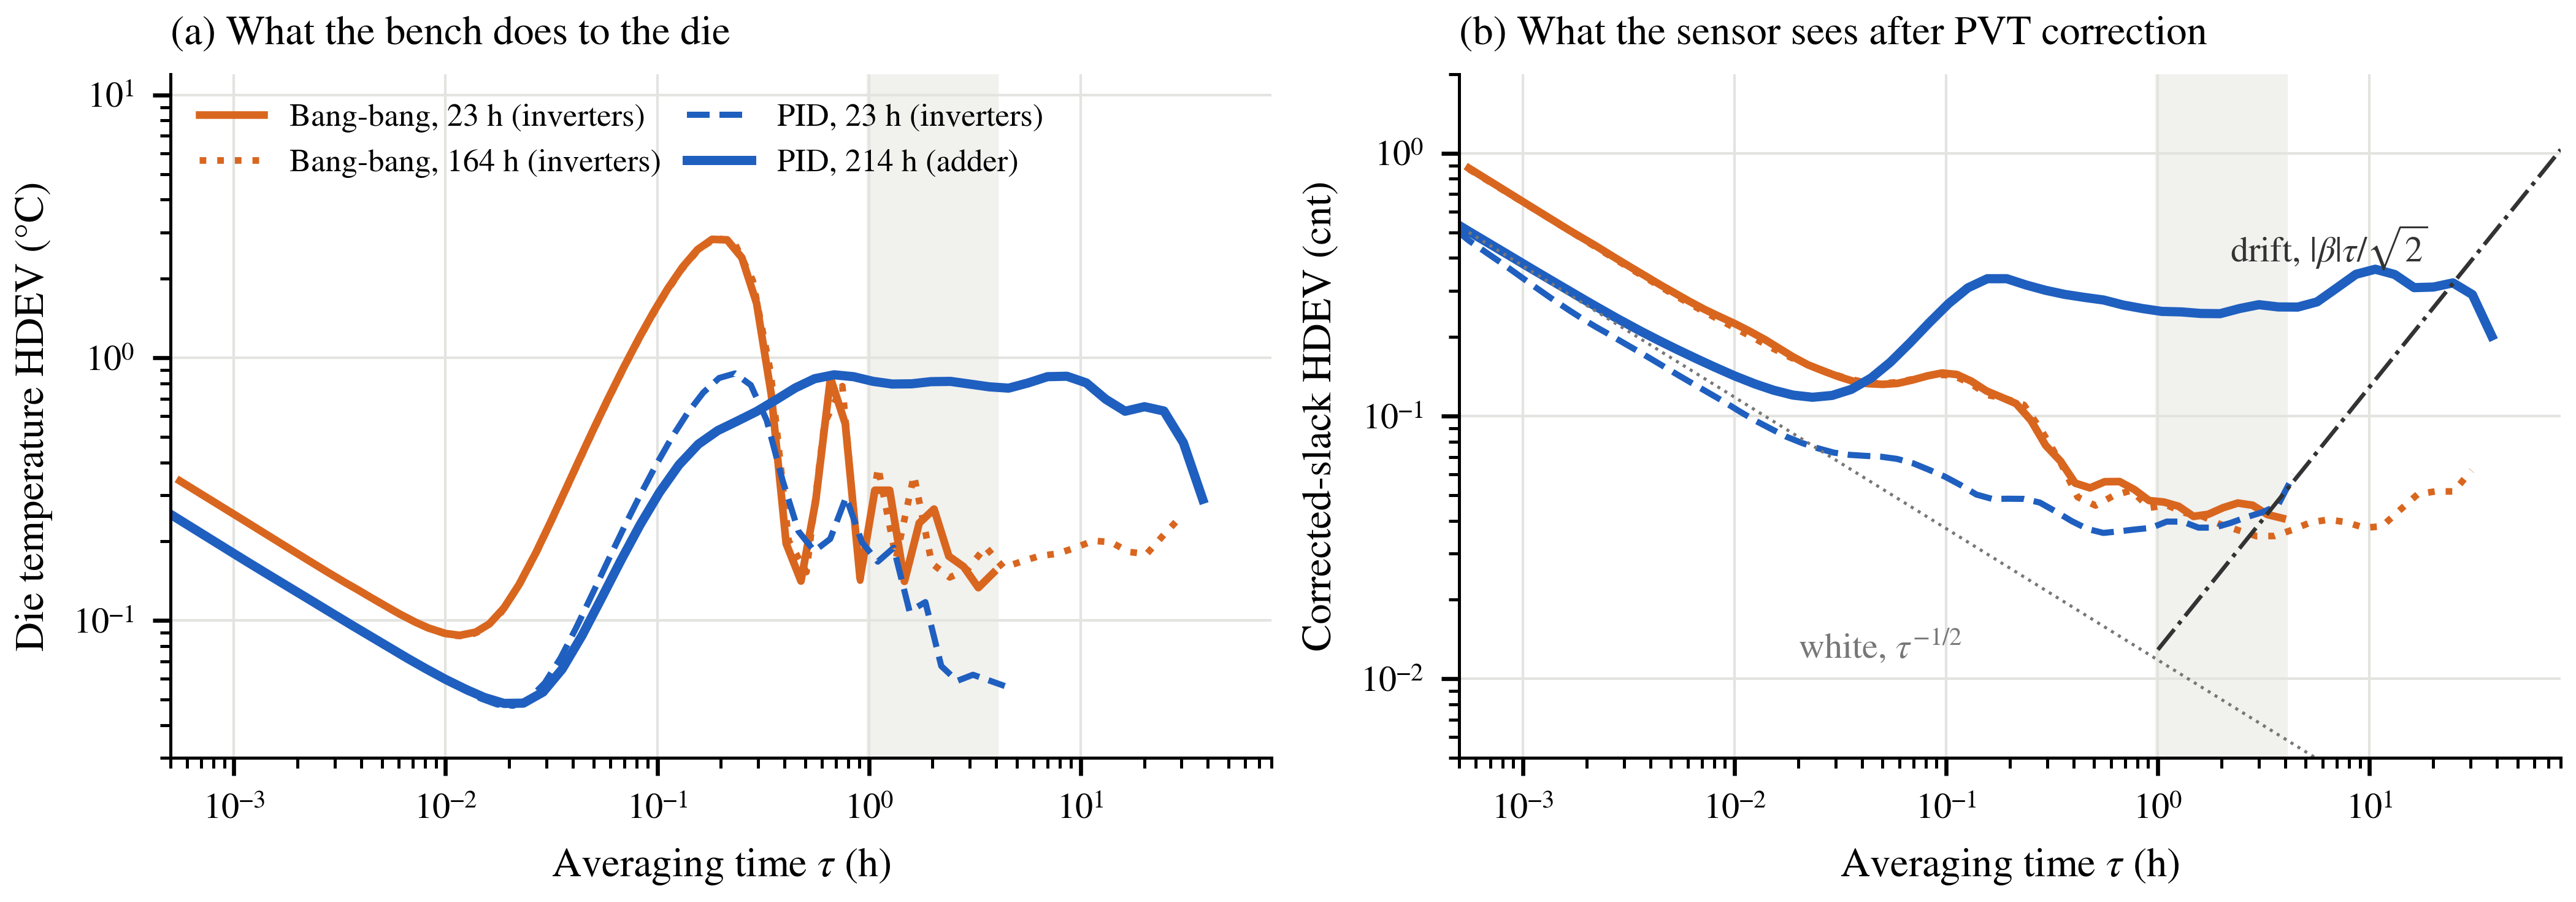 (a) What the bench does to the die
Die temperature HDEV (°C)
10¹
10⁰
10⁻¹
Bang-bang, 23 h (inverters)
Bang-bang, 164 h (inverters)
PID, 23 h (inverters)
PID, 214 h (adder)
10⁻³ 10⁻² 10⁻¹ 10⁰ 10¹
Averaging time τ (h)
(b) What the sensor sees after PVT correction
Corrected-slack HDEV (cnt)
10⁰
10⁻¹
10⁻²
drift, |β|τ/√2
white, τ⁻¹/²
10⁻³ 10⁻² 10⁻¹ 10⁰ 10¹
Averaging time τ (h)